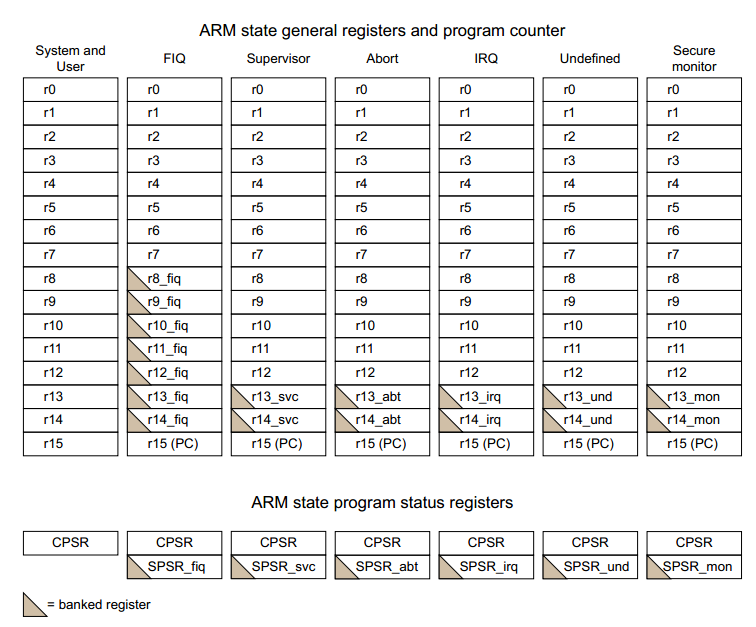 ARM state general registers and program counter
System and User FIQ Supervisor Abort IRQ Undefined Secure monitor
r0 r0 r0 r0 r0 r0 r0
r1 r1 r1 r1 r1 r1 r1
r2 r2 r2 r2 r2 r2 r2
r3 r3 r3 r3 r3 r3 r3
r4 r4 r4 r4 r4 r4 r4
r5 r5 r5 r5 r5 r5 r5
r6 r6 r6 r6 r6 r6 r6
r7 r7 r7 r7 r7 r7 r7
r8 r8_fiq r8 r8 r8 r8 r8
r9 r9_fiq r9 r9 r9 r9 r9
r10 r10_fiq r10 r10 r10 r10 r10
r11 r11_fiq r11 r11 r11 r11 r11
r12 r12_fiq r12 r12 r12 r12 r12
r13 r13_fiq r13_svc r13_abt r13_irq r13_und r13_mon
r14 r14_fiq r14_svc r14_abt r14_irq r14_und r14_mon
r15 r15 (PC) r15 (PC) r15 (PC) r15 (PC) r15 (PC) r15 (PC)
ARM state program status registers
CPSR CPSR CPSR CPSR CPSR CPSR CPSR
SPSR_fiq SPSR_svc SPSR_abt SPSR_irq SPSR_und SPSR_mon
= banked register